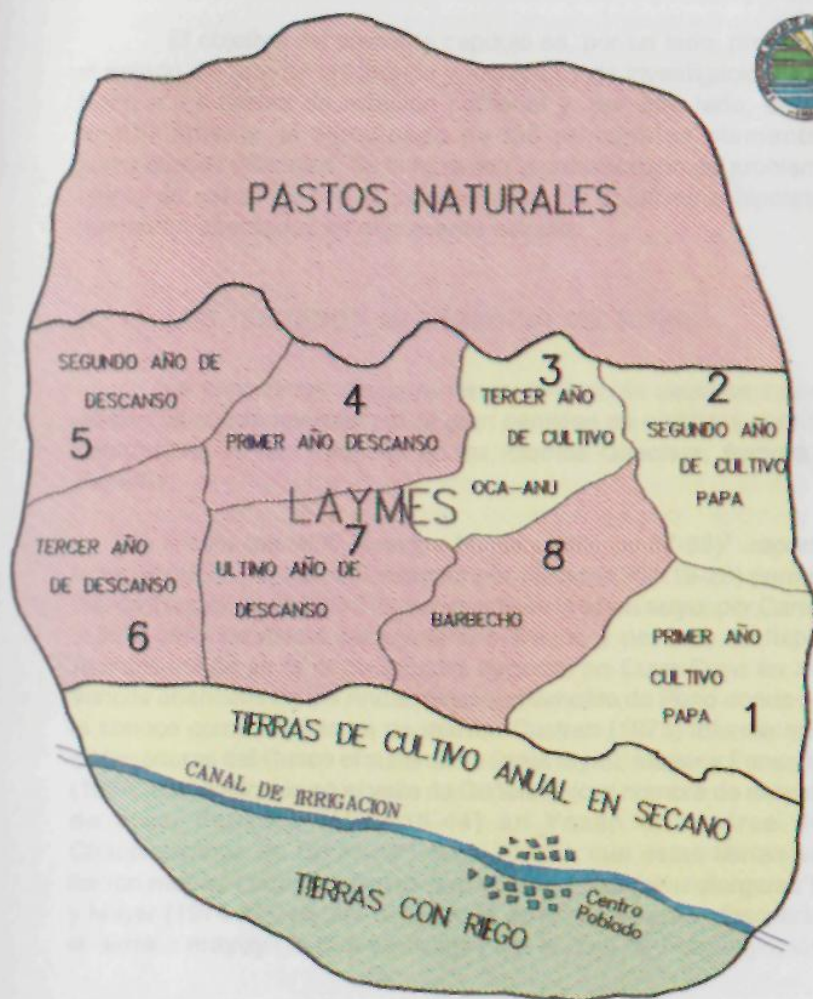 PASTOS NATURALES
SEGUNDO AÑO DE
DESCANSO
5
4
PRIMER AÑO DESCANSO
3
TERCER AÑO
DE CULTIVO
OCA-ANU
2
SEGUNDO AÑO
DE CULTIVO
PAPA
LAYMES
TERCER AÑO
DE DESCANSO
6
7
ULTIMO AÑO DE
DESCANSO
8
BARBECHO
PRIMER AÑO
CULTIVO
PAPA 1
TIERRAS DE CULTIVO ANUAL EN SECANO
CANAL DE IRRIGACION
TIERRAS CON RIEGO
Centro
Poblado